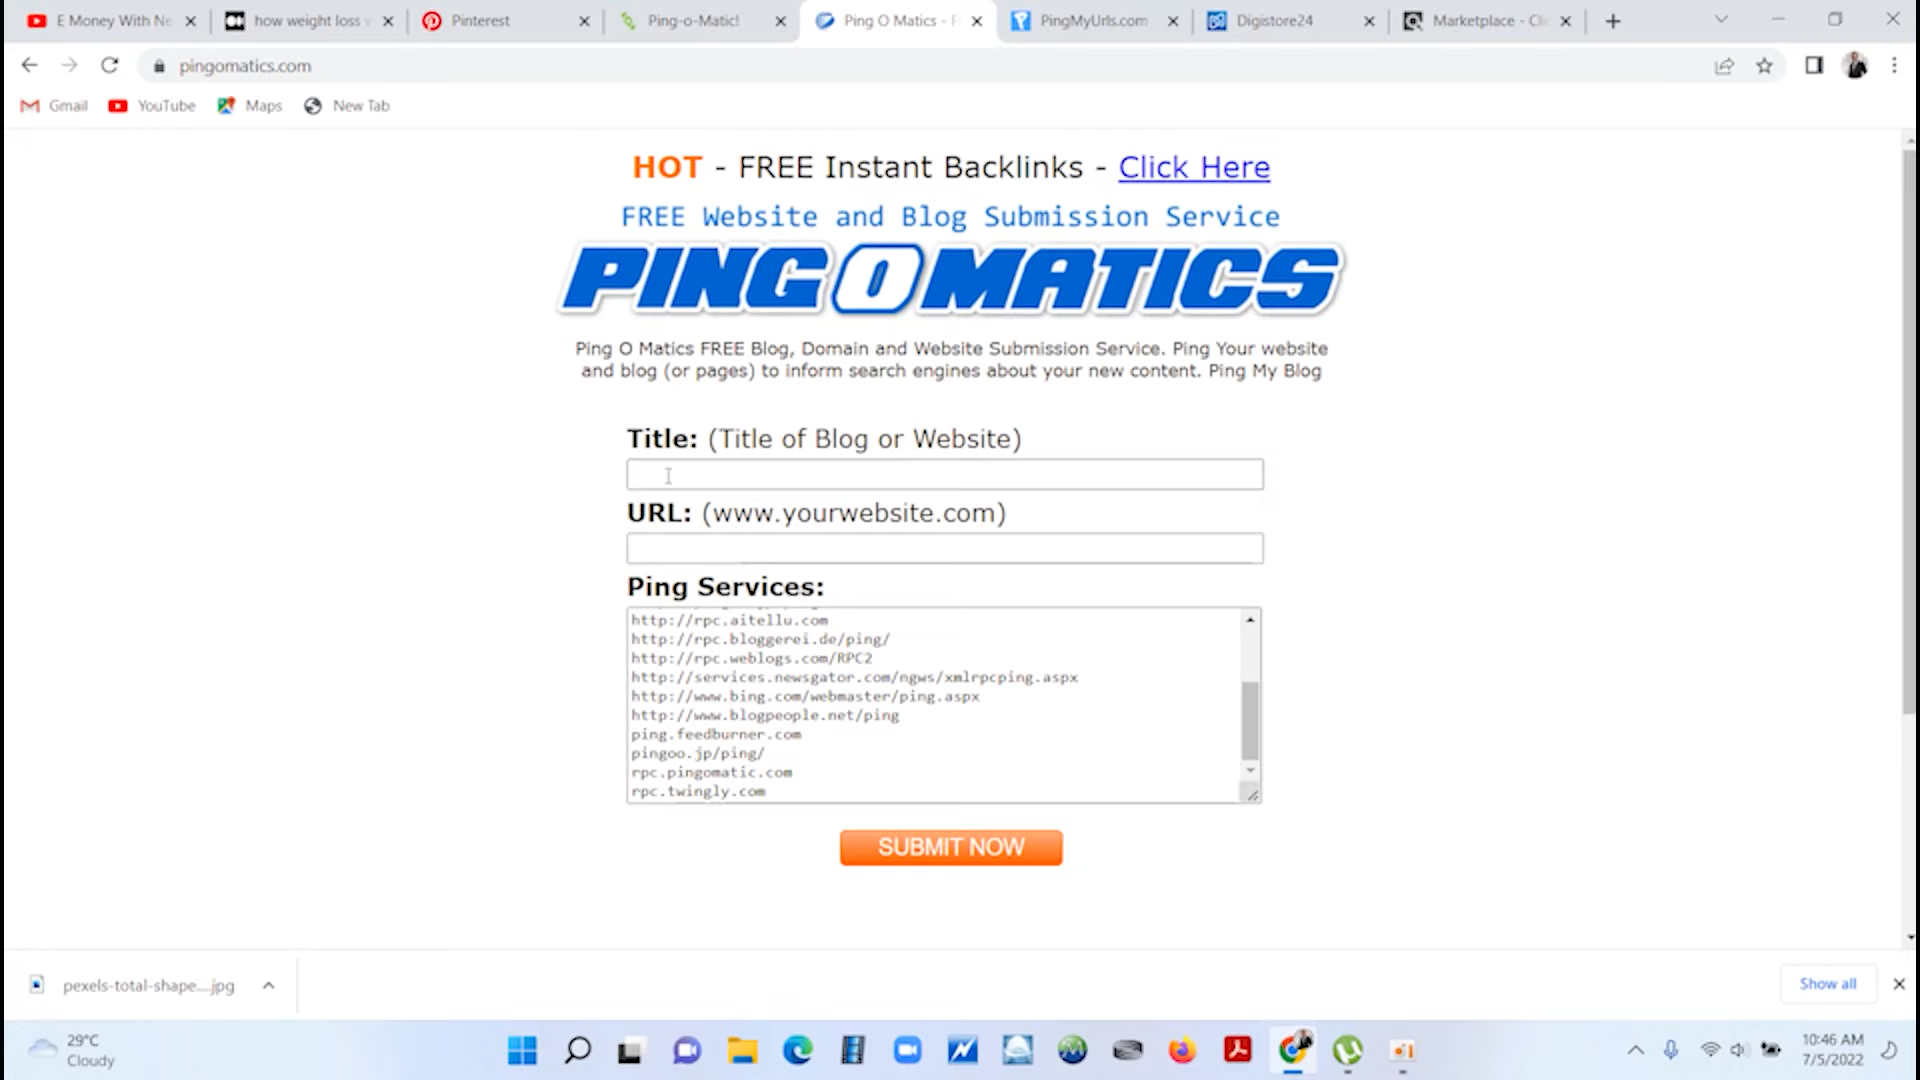 E Money With Ne
how weight loss
Pinterest
Ping-o-Matic!
Ping O Matics - F
PingMyUrls.com
Digistore24
Marketplace - Cli
pingomatics.com
Gmail
YouTube
Maps
New Tab
HOT - FREE Instant Backlinks - Click Here
FREE Website and Blog Submission Service
PINGOMATICS
Ping O Matics FREE Blog, Domain and Website Submission Service. Ping Your website
and blog (or pages) to inform search engines about your new content. Ping My Blog
Title: (Title of Blog or Website)
URL: (www.yourwebsite.com)
Ping Services:
http://rpc.aitellu.com
http://rpc.bloggerei.de/ping/
http://rpc.weblogs.com/RPC2
http://services.newsgator.com/ngws/xmlrpcping.aspx
http://www.bing.com/webmaster/ping.aspx
http://www.blogpeople.net/ping
ping.feedburner.com
pingoo.jp/ping/
rpc.pingomatic.com
rpc.twingly.com
SUBMIT NOW
pexels-total-shape....jpg
Show all
29°C
Cloudy
10:46 AM
7/5/2022